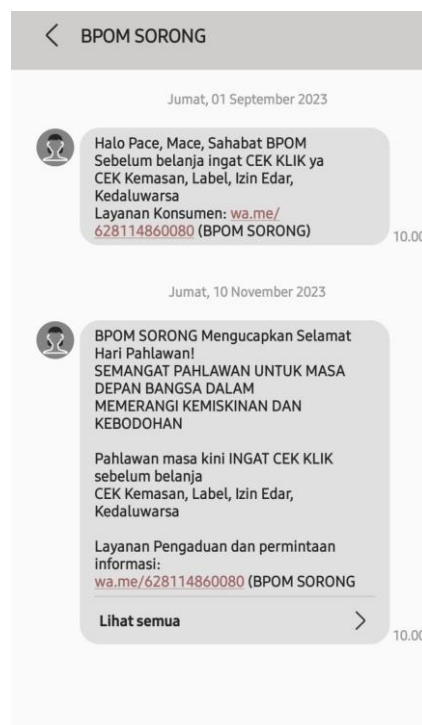 BPOM SORONG
Jumat, 01 September 2023
Halo Pace, Mace, Sahabat BPOM
Sebelum belanja ingat CEK KLIK ya
CEK Kemasan, Label, Izin Edar,
Kedaluwarsa
Layanan Konsumen: wa.me/
628114860080 (BPOM SORONG)
10.00
Jumat, 10 November 2023
BPOM SORONG Mengucapkan Selamat
Hari Pahlawan!
SEMANGAT PAHLAWAN UNTUK MASA
DEPAN BANGSA DALAM
MEMERANGI KEMISKINAN DAN
KEBODOHAN
Pahlawan masa kini INGAT CEK KLIK
sebelum belanja
CEK Kemasan, Label, Izin Edar,
Kedaluwarsa
Layanan Pengaduan dan permintaan
informasi:
wa.me/628114860080 (BPOM SORONG
Lihat semua
10.00